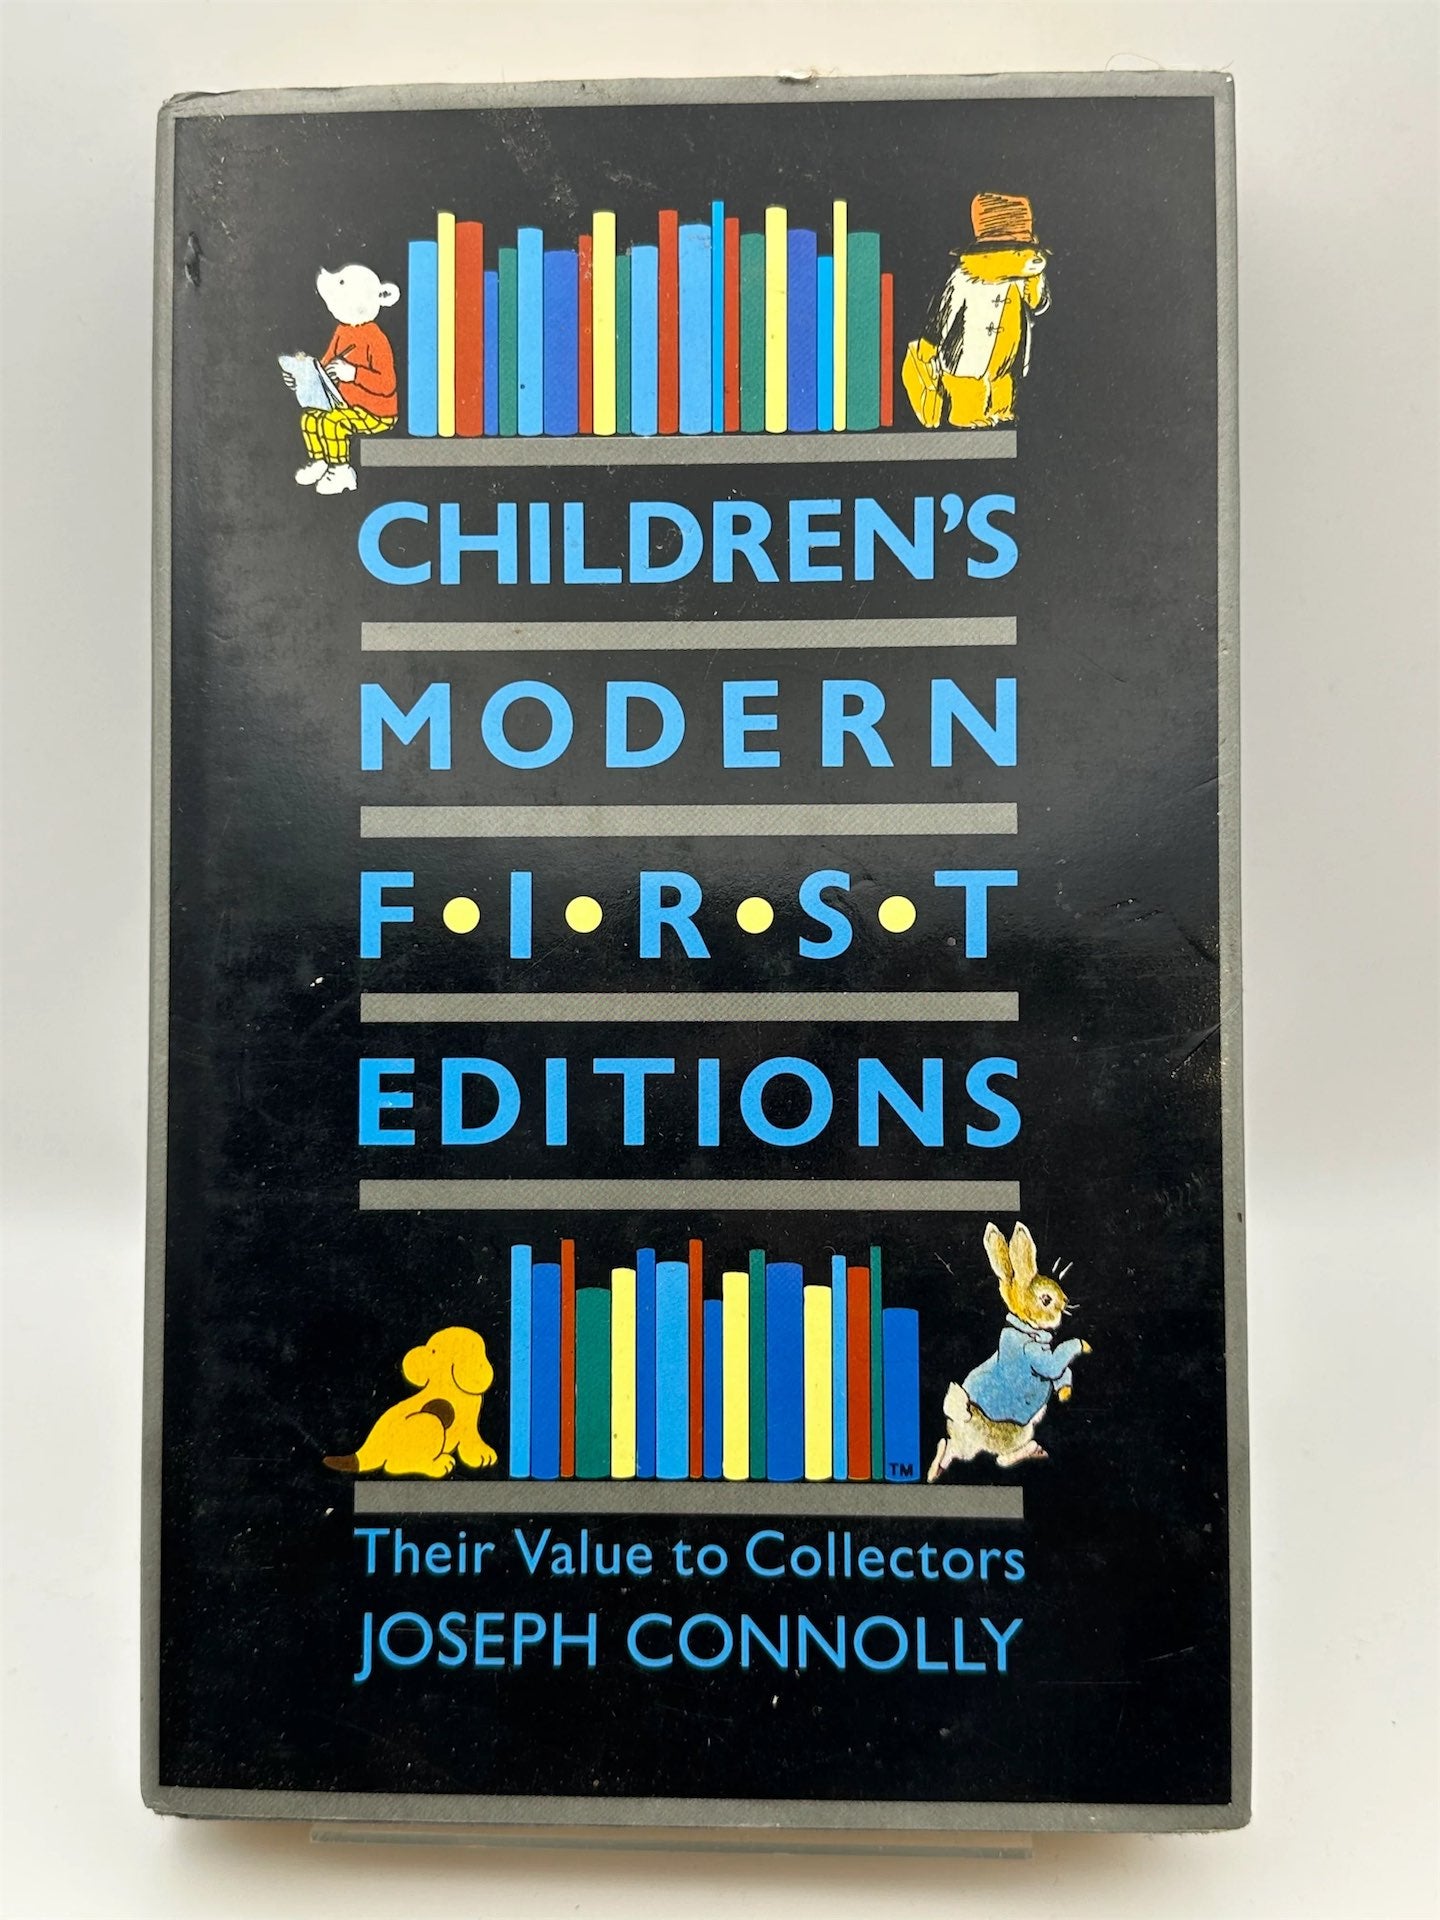 CHILDREN'S
MODERN
F•I•R•S•T
EDITIONS
TM
Their Value to Collectors
JOSEPH CONNOLLY